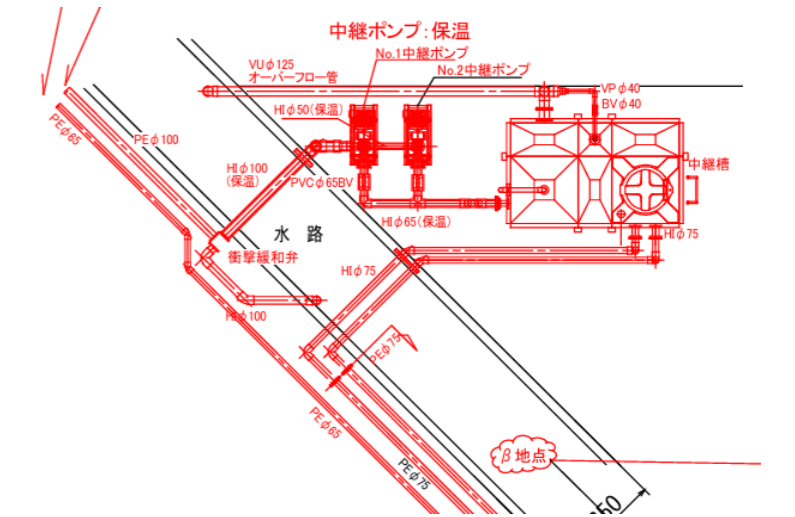 中継ポンプ:保温
No.1中継ポンプ
VUφ125
オーバーフロー管
No.2中継ポンプ
VPφ40
BVφ40
HIφ50(保温)
PEφ65
PEφ100
中継槽
HIφ100
(保温)
PVCφ65BV
HIφ65(保温)
水 路
HIφ75
衝撃緩和弁
HIφ75
HIφ100
PEφ75
PEφ65
β地点
PEφ75